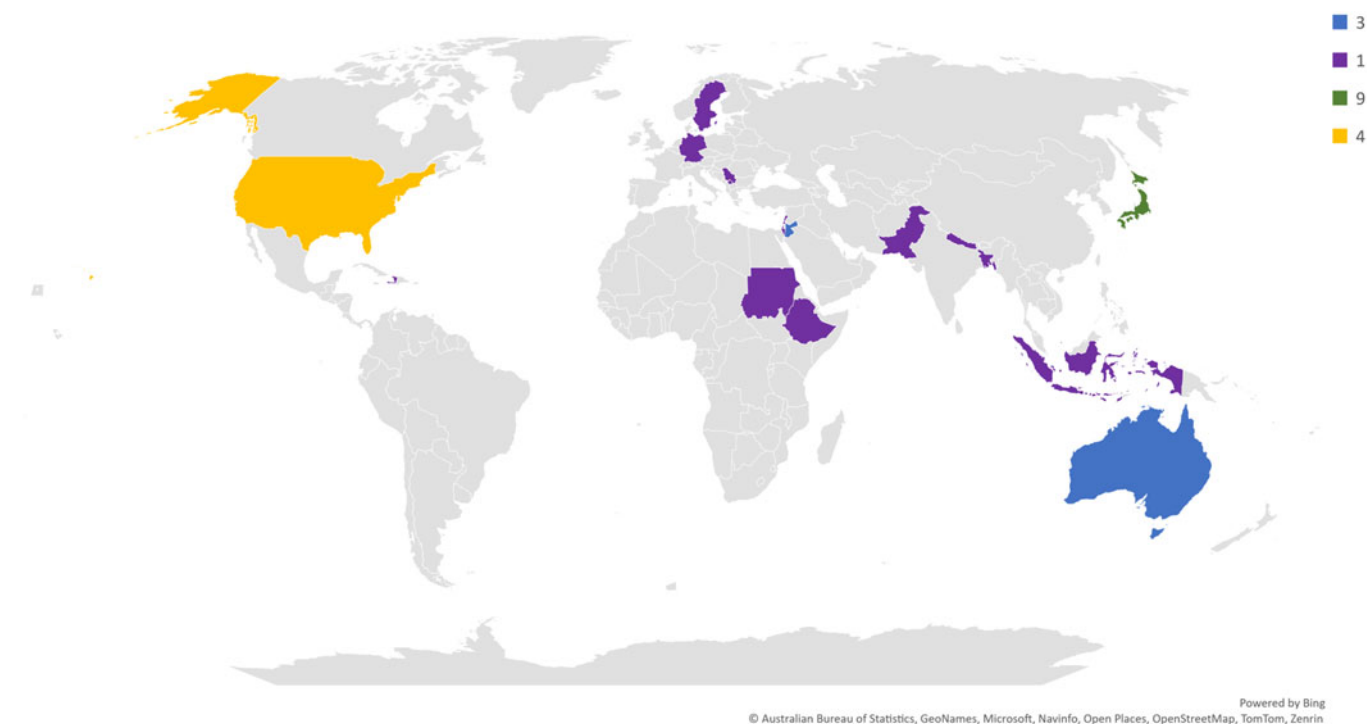 3
1
9
4
Powered by Bing
© Australian Bureau of Statistics, GeoNames, Microsoft, Navinfo, Open Places, OpenStreetMap, TomTom, Zenrin